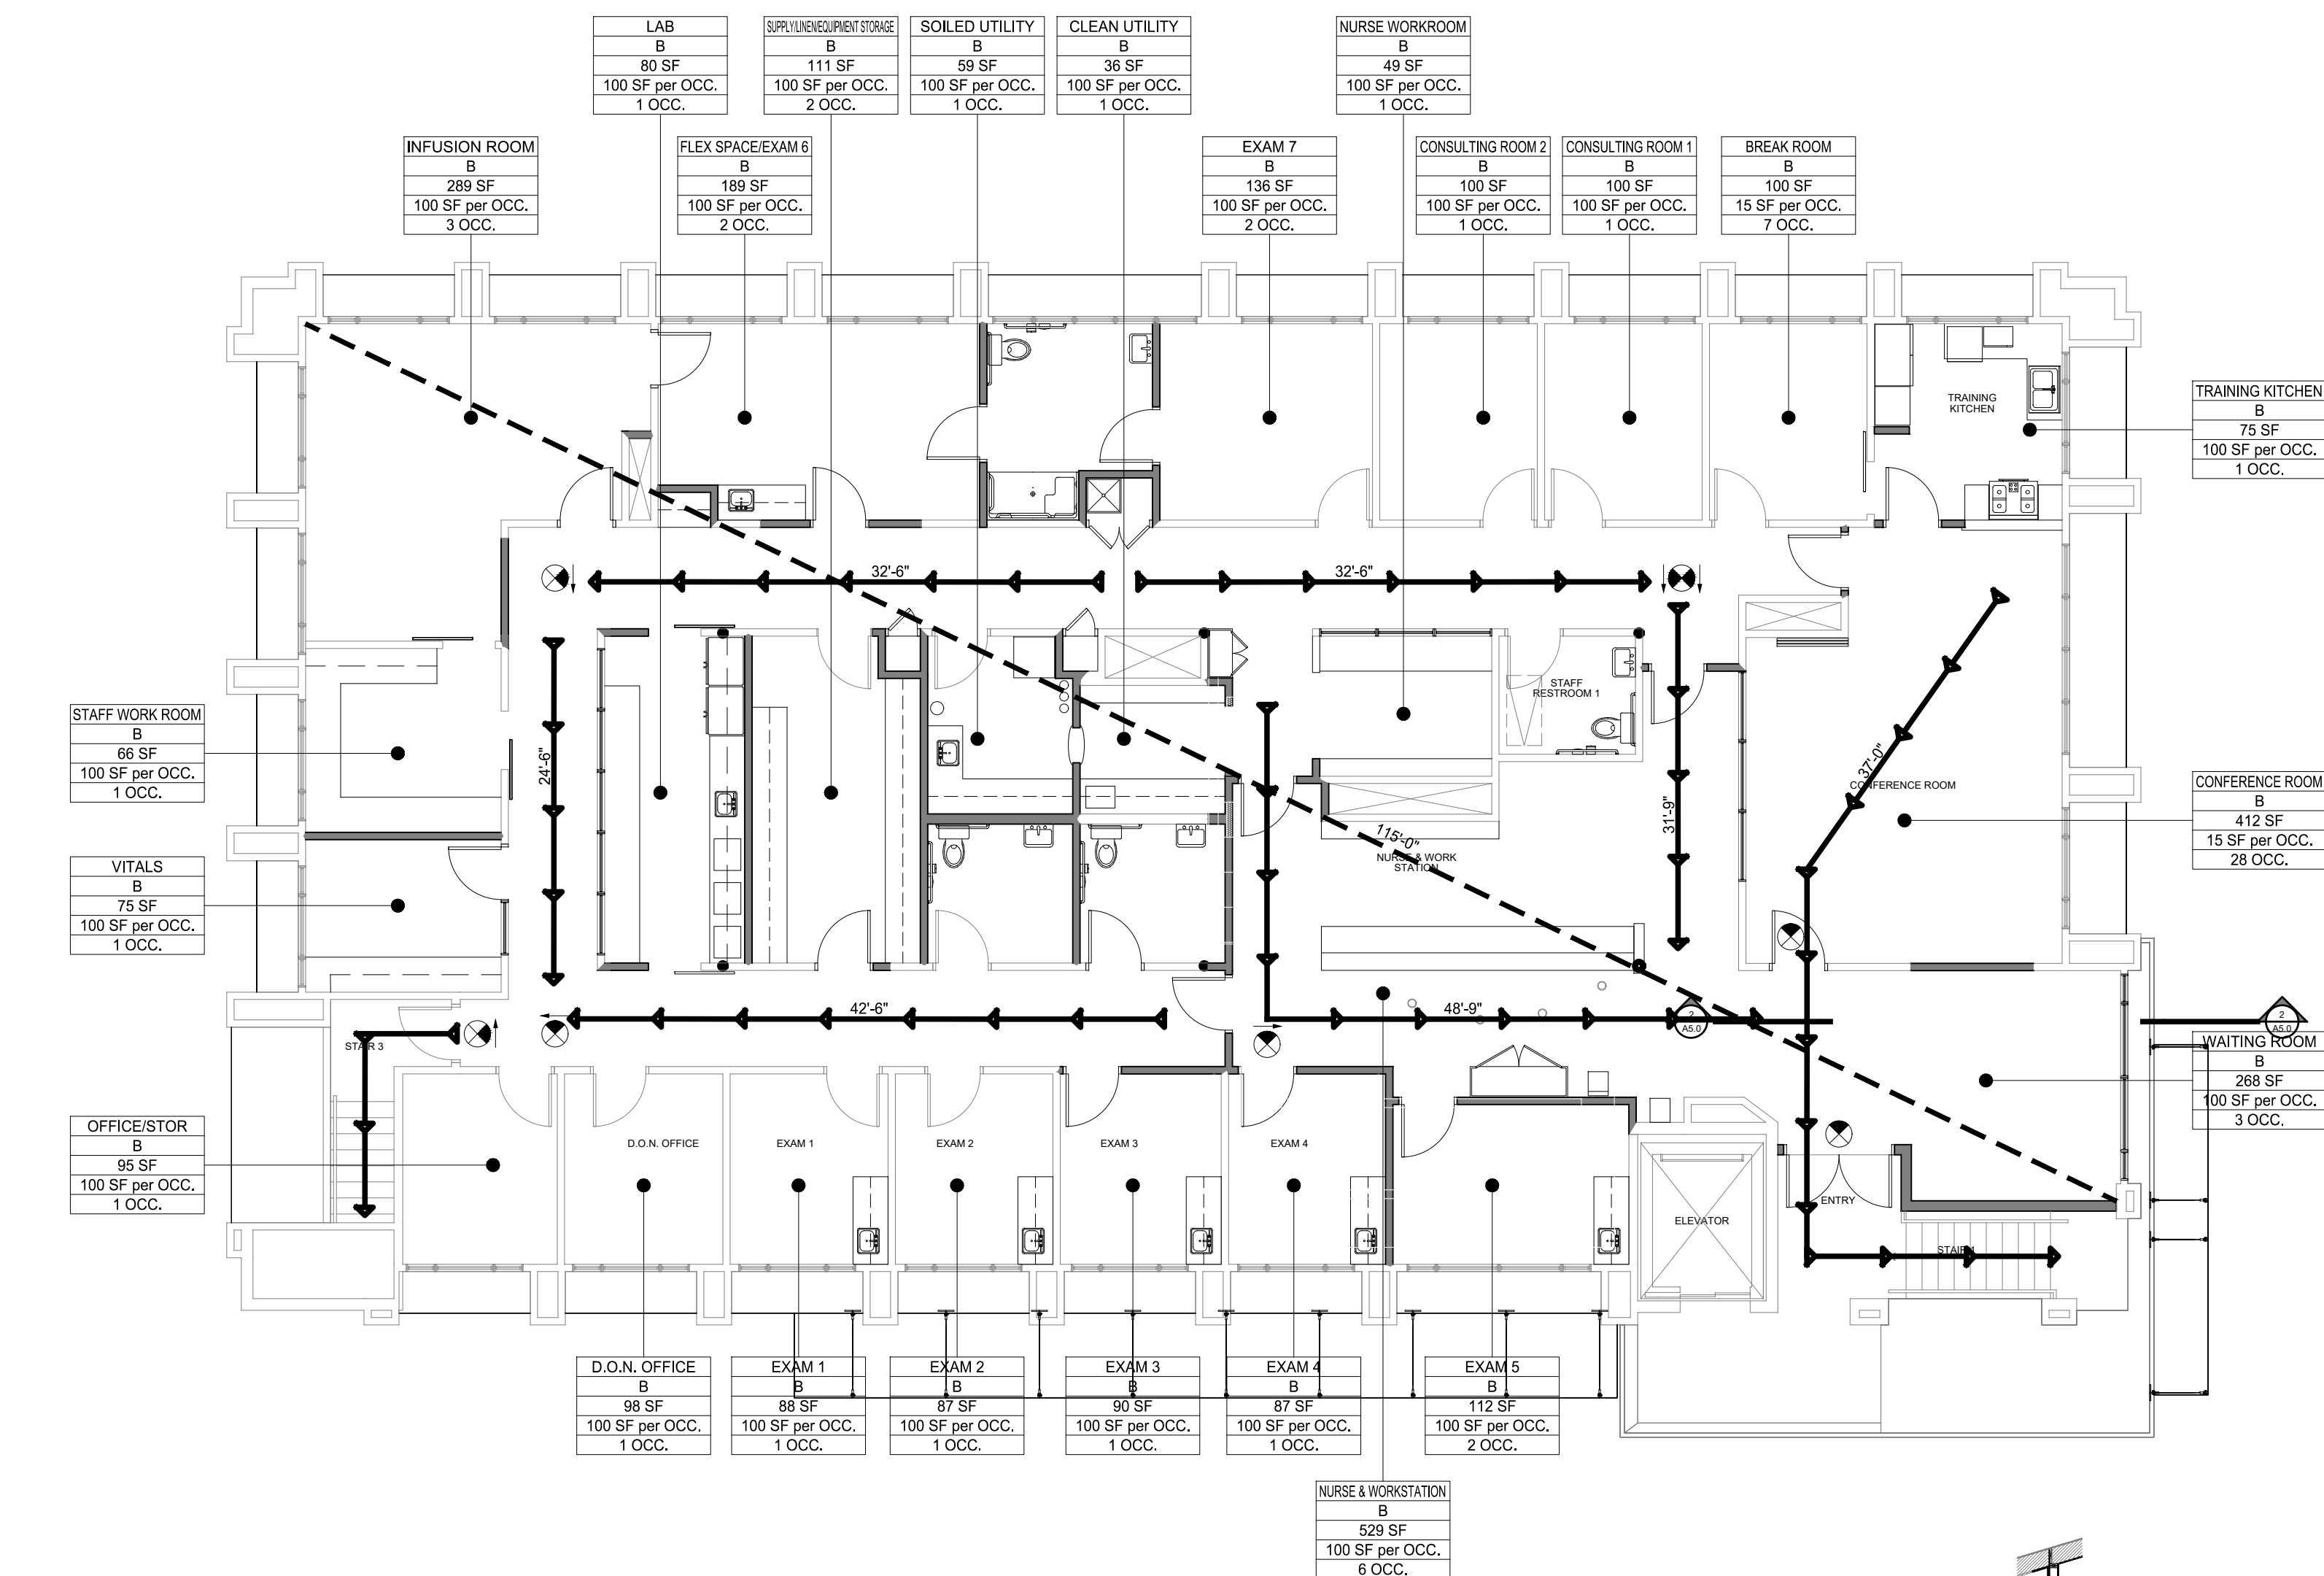 LAB
B
80 SF
100 SF per OCC.
1 OCC.
SUPPLY/LINEN/EQUIPMENT STORAGE
B
111 SF
100 SF per OCC.
2 OCC.
SOILED UTILITY
B
59 SF
100 SF per OCC.
1 OCC.
CLEAN UTILITY
B
36 SF
100 SF per OCC.
1 OCC.
NURSE WORKROOM
B
49 SF
100 SF per OCC.
1 OCC.
INFUSION ROOM
B
289 SF
100 SF per OCC.
3 OCC.
FLEX SPACE/EXAM 6
B
189 SF
100 SF per OCC.
2 OCC.
EXAM 7
B
136 SF
100 SF per OCC.
2 OCC.
CONSULTING ROOM 2
B
100 SF
100 SF per OCC.
1 OCC.
CONSULTING ROOM 1
B
100 SF
100 SF per OCC.
1 OCC.
BREAK ROOM
B
100 SF
15 SF per OCC.
7 OCC.
TRAINING
KITCHEN
TRAINING KITCHEN
B
75 SF
100 SF per OCC.
1 OCC.
32'-6"
32'-6"
STAFF
RESTROOM 1
STAFF WORK ROOM
B
66 SF
100 SF per OCC.
1 OCC.
24'-6"
31'-9"
37'-0"
CONFERENCE ROOM
CONFERENCE ROOM
B
412 SF
15 SF per OCC.
28 OCC.
115'-0"
NURSE & WORK
STATION
VITALS
B
75 SF
100 SF per OCC.
1 OCC.
42'-6"
48'-9"
2
A5.0
2
A5.0
STAIR 3
WAITING ROOM
B
268 SF
100 SF per OCC.
3 OCC.
OFFICE/STOR
B
95 SF
100 SF per OCC.
1 OCC.
D.O.N. OFFICE
EXAM 1
EXAM 2
EXAM 3
EXAM 4
ELEVATOR
ENTRY
STAIR 1
D.O.N. OFFICE
B
98 SF
100 SF per OCC.
1 OCC.
EXAM 1
B
88 SF
100 SF per OCC.
1 OCC.
EXAM 2
B
87 SF
100 SF per OCC.
1 OCC.
EXAM 3
B
90 SF
100 SF per OCC.
1 OCC.
EXAM 4
B
87 SF
100 SF per OCC.
1 OCC.
EXAM 5
B
112 SF
100 SF per OCC.
2 OCC.
NURSE & WORKSTATION
B
529 SF
100 SF per OCC.
6 OCC.